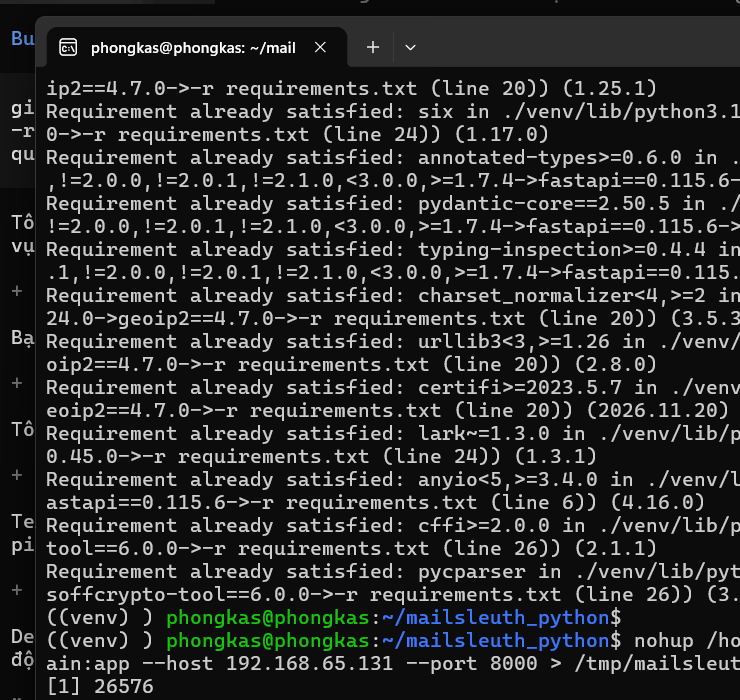 Bu
phongkas@phongkas: ~/mail
gi
-r
qu
Tô
vụ
Bạ
Tô
Te
pi
De
độ
ip2==4.7.0->-r requirements.txt (line 20)) (1.25.1)
Requirement already satisfied: six in ./venv/lib/python3.1
0->-r requirements.txt (line 24)) (1.17.0)
Requirement already satisfied: annotated-types>=0.6.0 in .
,!=2.0.0,!=2.0.1,!=2.1.0,<3.0.0,>=1.7.4->fastapi==0.115.6-
Requirement already satisfied: pydantic-core==2.50.5 in ./
!=2.0.0,!=2.0.1,!=2.1.0,<3.0.0,>=1.7.4->fastapi==0.115.6->
Requirement already satisfied: typing-inspection>=0.4.4 in
.1,!=2.0.0,!=2.0.1,!=2.1.0,<3.0.0,>=1.7.4->fastapi==0.115.
Requirement already satisfied: charset_normalizer<4,>=2 in
24.0->geoip2==4.7.0->-r requirements.txt (line 20)) (3.5.3
Requirement already satisfied: urllib3<3,>=1.26 in ./venv/
oip2==4.7.0->-r requirements.txt (line 20)) (2.8.0)
Requirement already satisfied: certifi>=2023.5.7 in ./venv
eoip2==4.7.0->-r requirements.txt (line 20)) (2026.11.20)
Requirement already satisfied: lark~=1.3.0 in ./venv/lib/p
0.45.0->-r requirements.txt (line 24)) (1.3.1)
Requirement already satisfied: anyio<5,>=3.4.0 in ./venv/l
astapi==0.115.6->-r requirements.txt (line 6)) (4.16.0)
Requirement already satisfied: cffi>=2.0.0 in ./venv/lib/p
tool==6.0.0->-r requirements.txt (line 26)) (2.1.1)
Requirement already satisfied: pycparser in ./venv/lib/pyt
soffcrypto-tool==6.0.0->-r requirements.txt (line 26)) (3.
((venv) ) phongkas@phongkas:~/mailsleuth_python$
((venv) ) phongkas@phongkas:~/mailsleuth_python$ nohup /ho
ain:app --host 192.168.65.131 --port 8000 > /tmp/mailsleut
[1] 26576